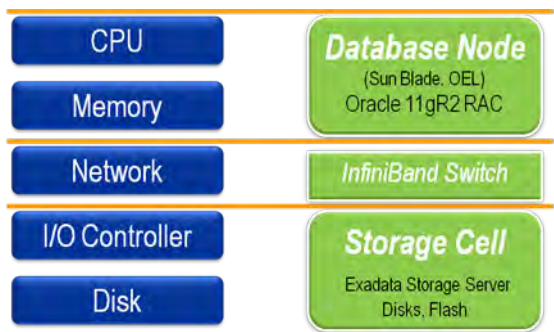 CPU
Memory
Database Node
(Sun Blade, OEL)
Oracle 11gR2 RAC
Network
InfiniBand Switch
I/O Controller
Disk
Storage Cell
Exadata Storage Server
Disks, Flash